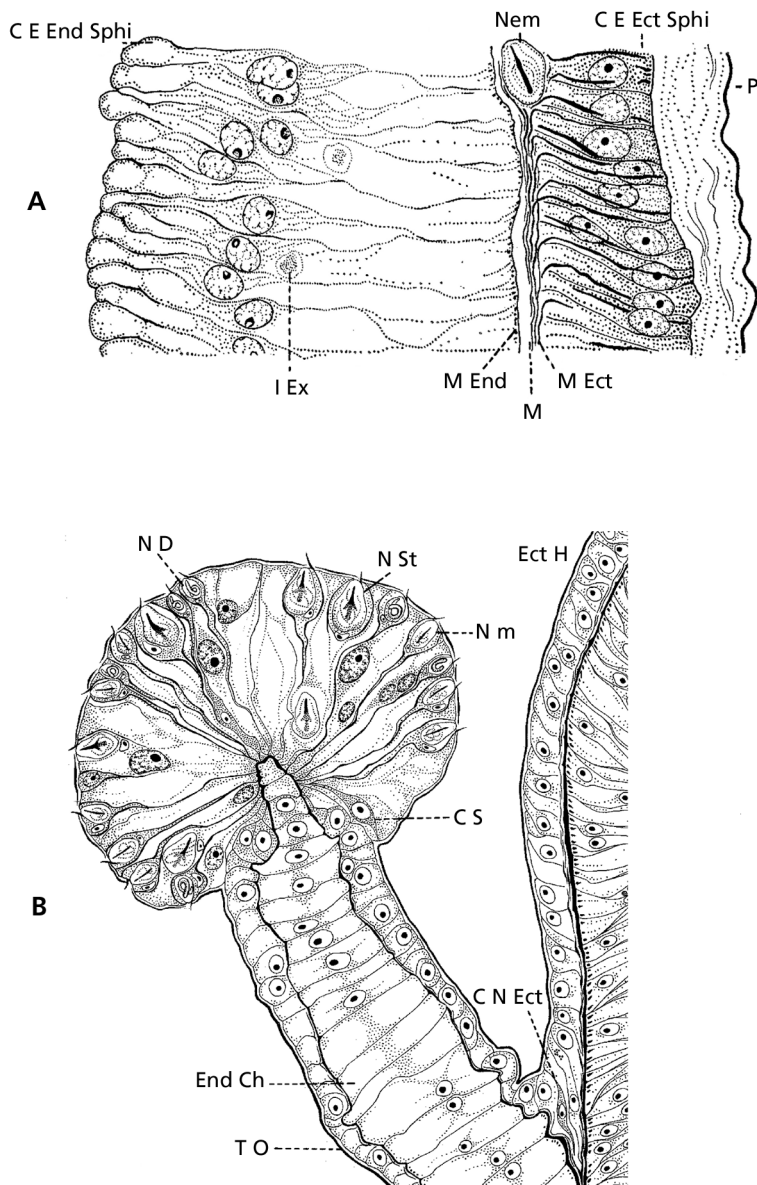 C E End Sphi
Nem
C E Ect Sphi
P
A
I Ex
M End
M Ect
M
N D
N St
Ect H
N m
C S
B
C N Ect
End Ch
T O